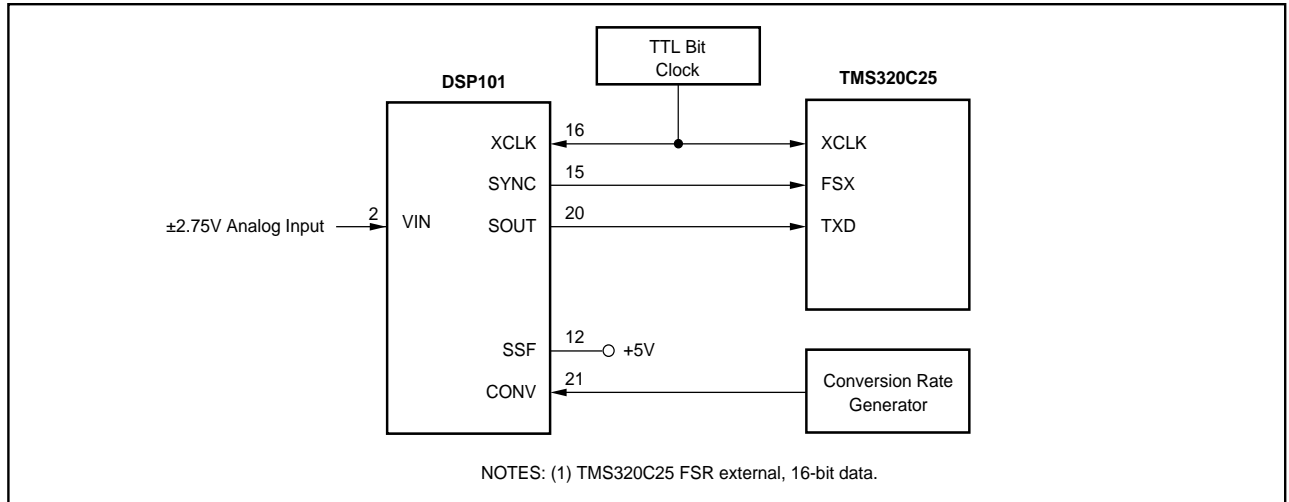 TTL Bit
Clock
DSP101
TMS320C25
XCLK
16
XCLK
SYNC
15
FSX
±2.75V Analog Input
2
VIN
SOUT
20
TXD
SSF
12
+5V
CONV
21
Conversion Rate
Generator
NOTES: (1) TMS320C25 FSR external, 16-bit data.